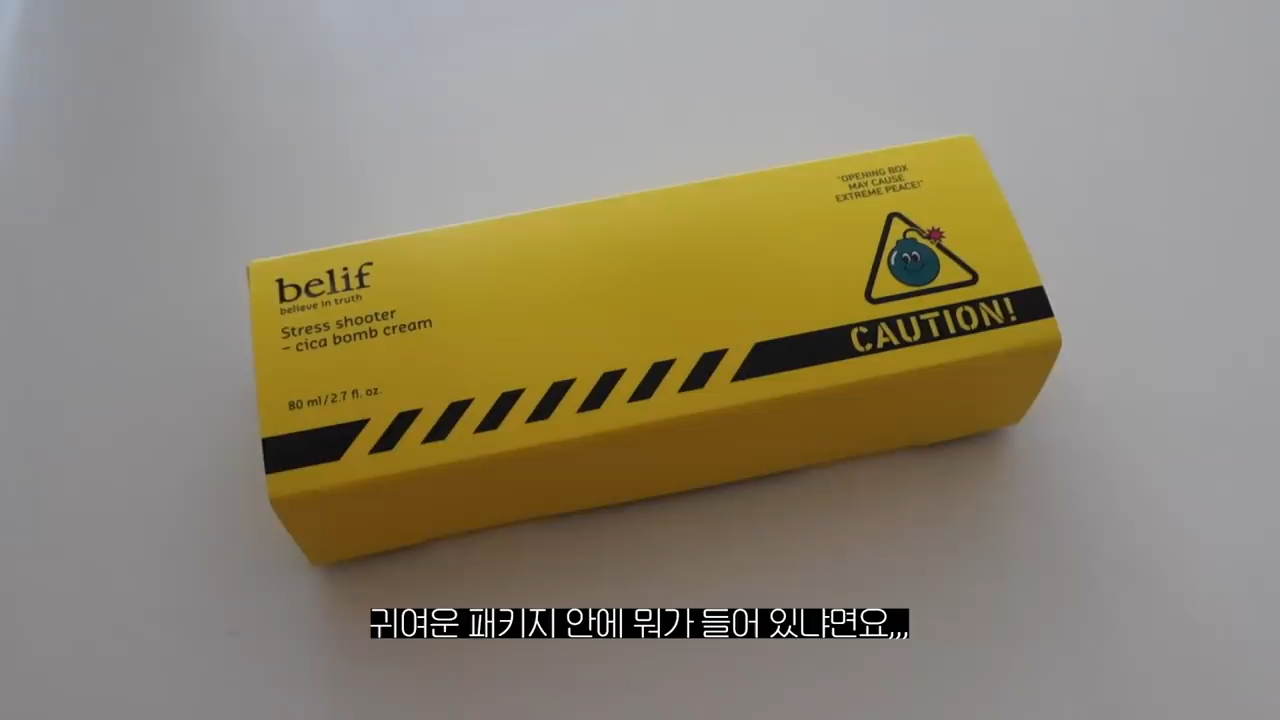 belif
believe in truth
Stress shooter
– cica bomb cream
80 ml / 2.7 fl. oz.
"OPENING BOX
MAY CAUSE
EXTREME PEACE!"
CAUTION!
귀여운 패키지 안에 뭐가 들어 있냐면요,,,